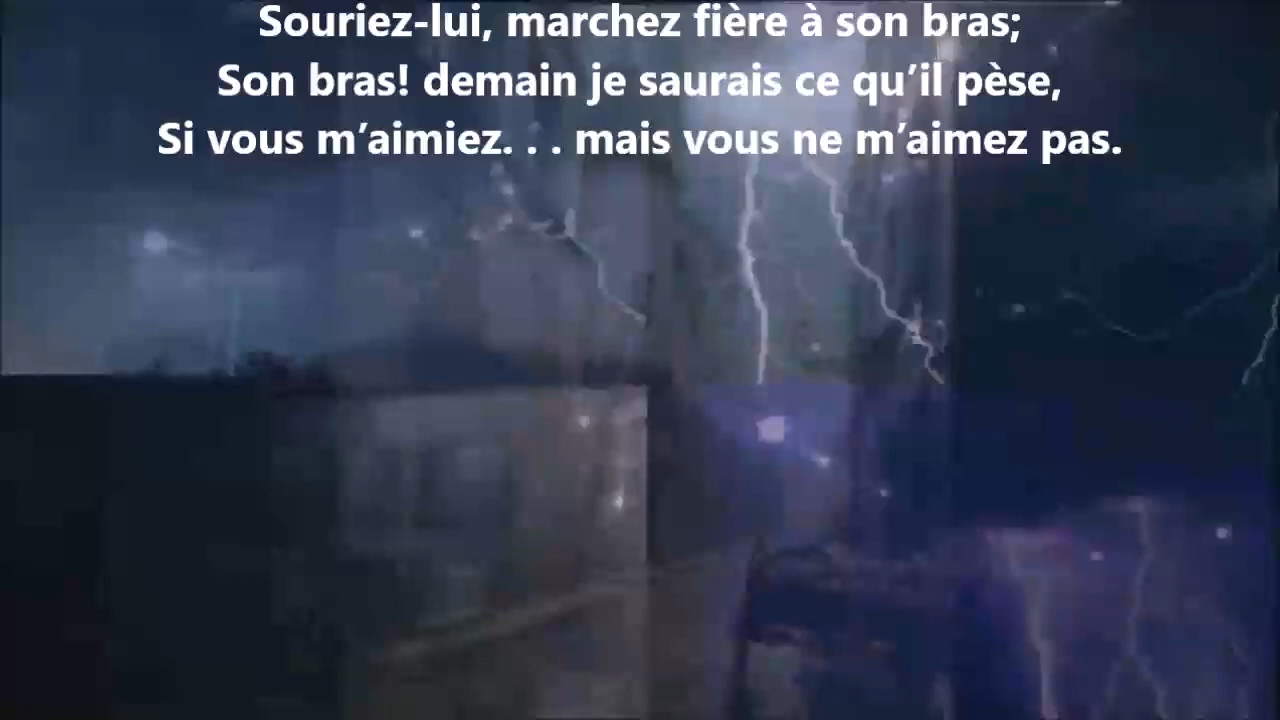 Souriez-lui, marchez fière à son bras;
Son bras! demain je saurais ce qu’il pèse,
Si vous m’aimiez. . . mais vous ne m’aimez pas.